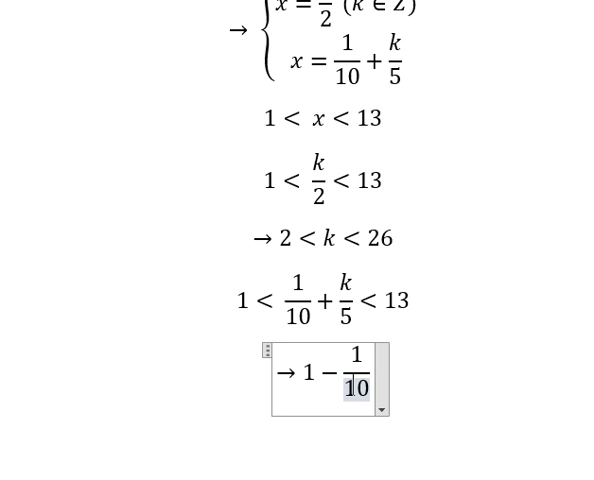 x = k/2 (k ∈ Z)
→ { x = 1/10 + k/5
1 < x < 13
1 < k/2 < 13
→ 2 < k < 26
1 < 1/10 + k/5 < 13
→ 1 − 1/10